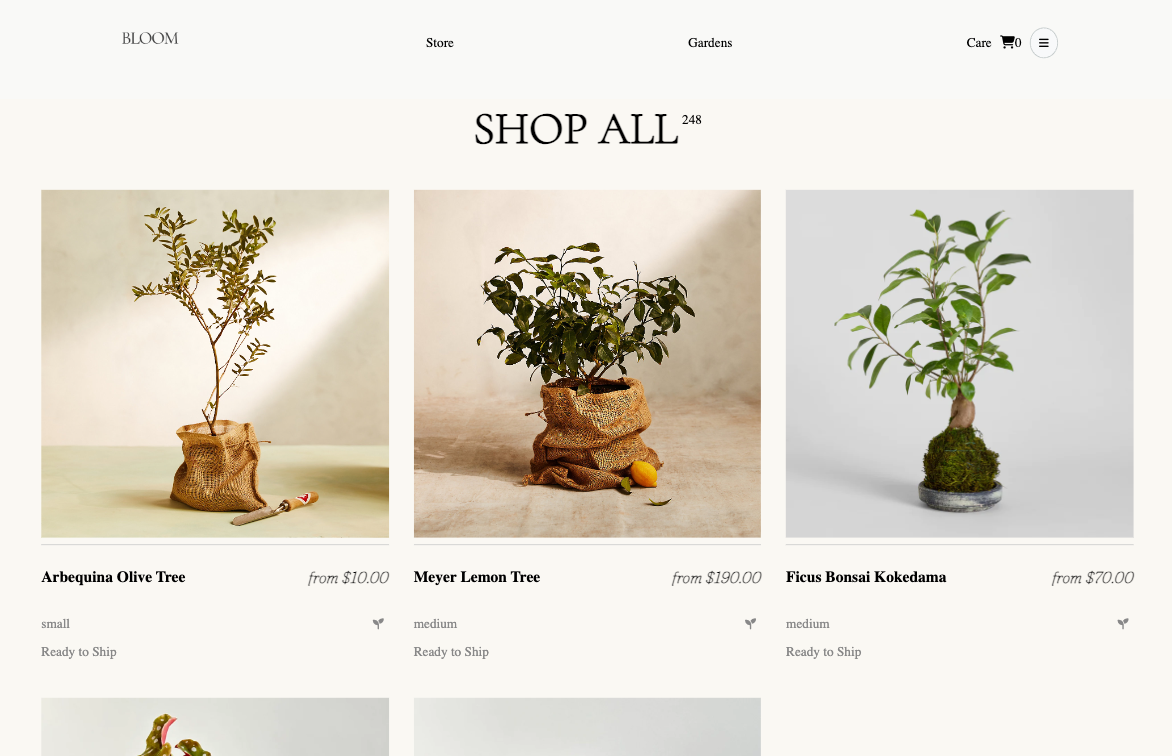 BLOOM
Store
Gardens
Care 0
SHOP ALL 248
Arbequina Olive Tree from $10.00
small
Ready to Ship
Meyer Lemon Tree from $190.00
medium
Ready to Ship
Ficus Bonsai Kokedama from $70.00
medium
Ready to Ship